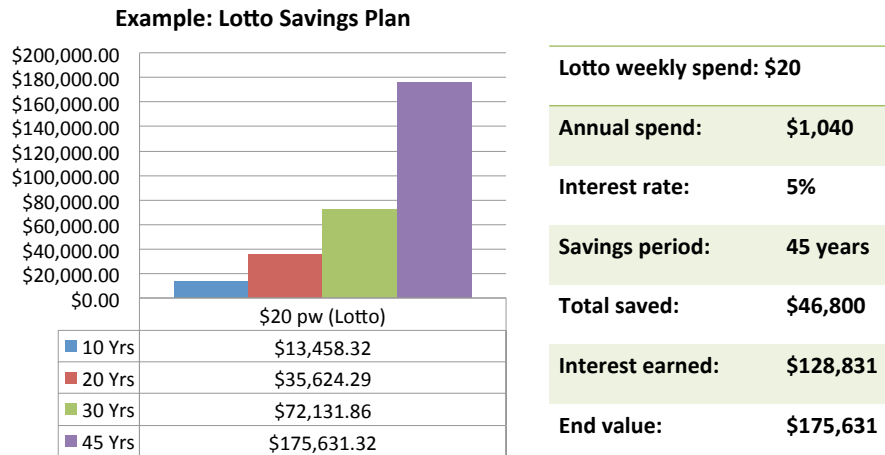 Example: Lotto Savings Plan
$200,000.00
$180,000.00
$160,000.00
$140,000.00
$120,000.00
$100,000.00
$80,000.00
$60,000.00
$40,000.00
$20,000.00
$0.00
$20 pw (Lotto)
10 Yrs $13,458.32
20 Yrs $35,624.29
30 Yrs $72,131.86
45 Yrs $175,631.32
Lotto weekly spend: $20
Annual spend: $1,040
Interest rate: 5%
Savings period: 45 years
Total saved: $46,800
Interest earned: $128,831
End value: $175,631